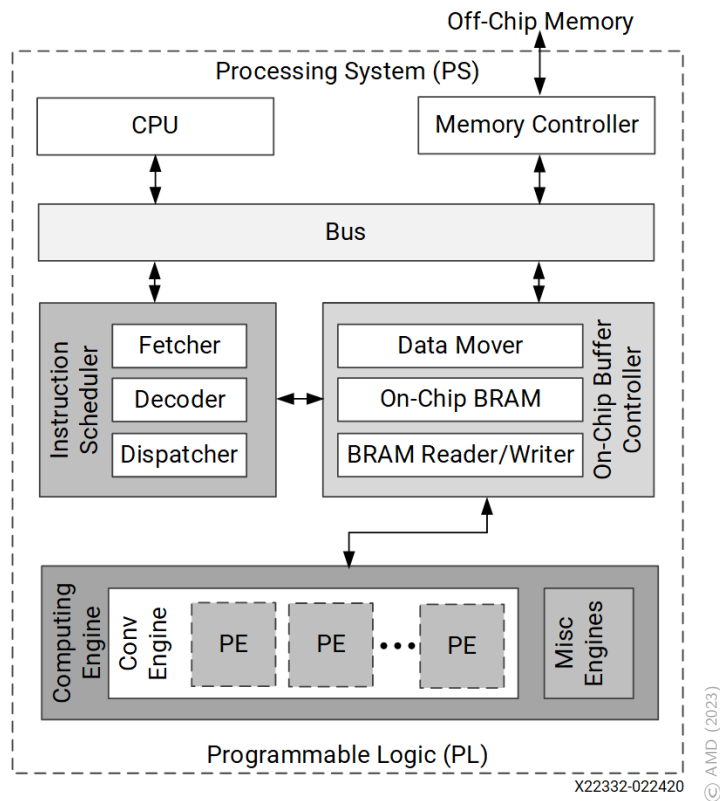 Off-Chip Memory
Processing System (PS)
CPU
Memory Controller
Bus
Instruction
Scheduler
Fetcher
Decoder
Dispatcher
Data Mover
On-Chip BRAM
BRAM Reader/Writer
On-Chip Buffer
Controller
Computing
Engine
Conv
Engine
PE
PE
•••
PE
Misc
Engines
Programmable Logic (PL)
X22332-022420
© AMD (2023)